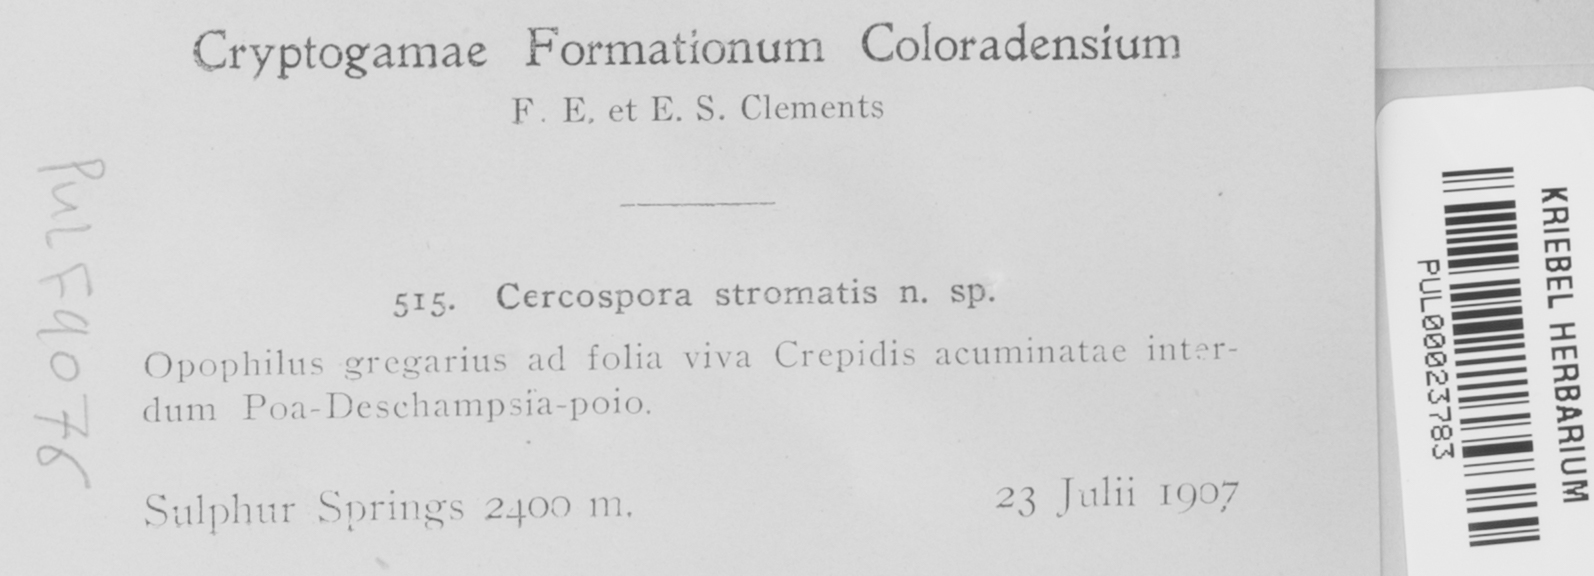 Cryptogamae Formationum Coloradensium
F. E. et E. S. Clements
515. Cercospora stromatis n. sp.
Opophilus gregarius ad folia viva Crepidis acuminatae inter-
dum Poa-Deschampsia-poio.
Sulphur Springs 2400 m. 23 Julii 1907
PUL F9076
KRIEBEL HERBARIUM
PUL00023783